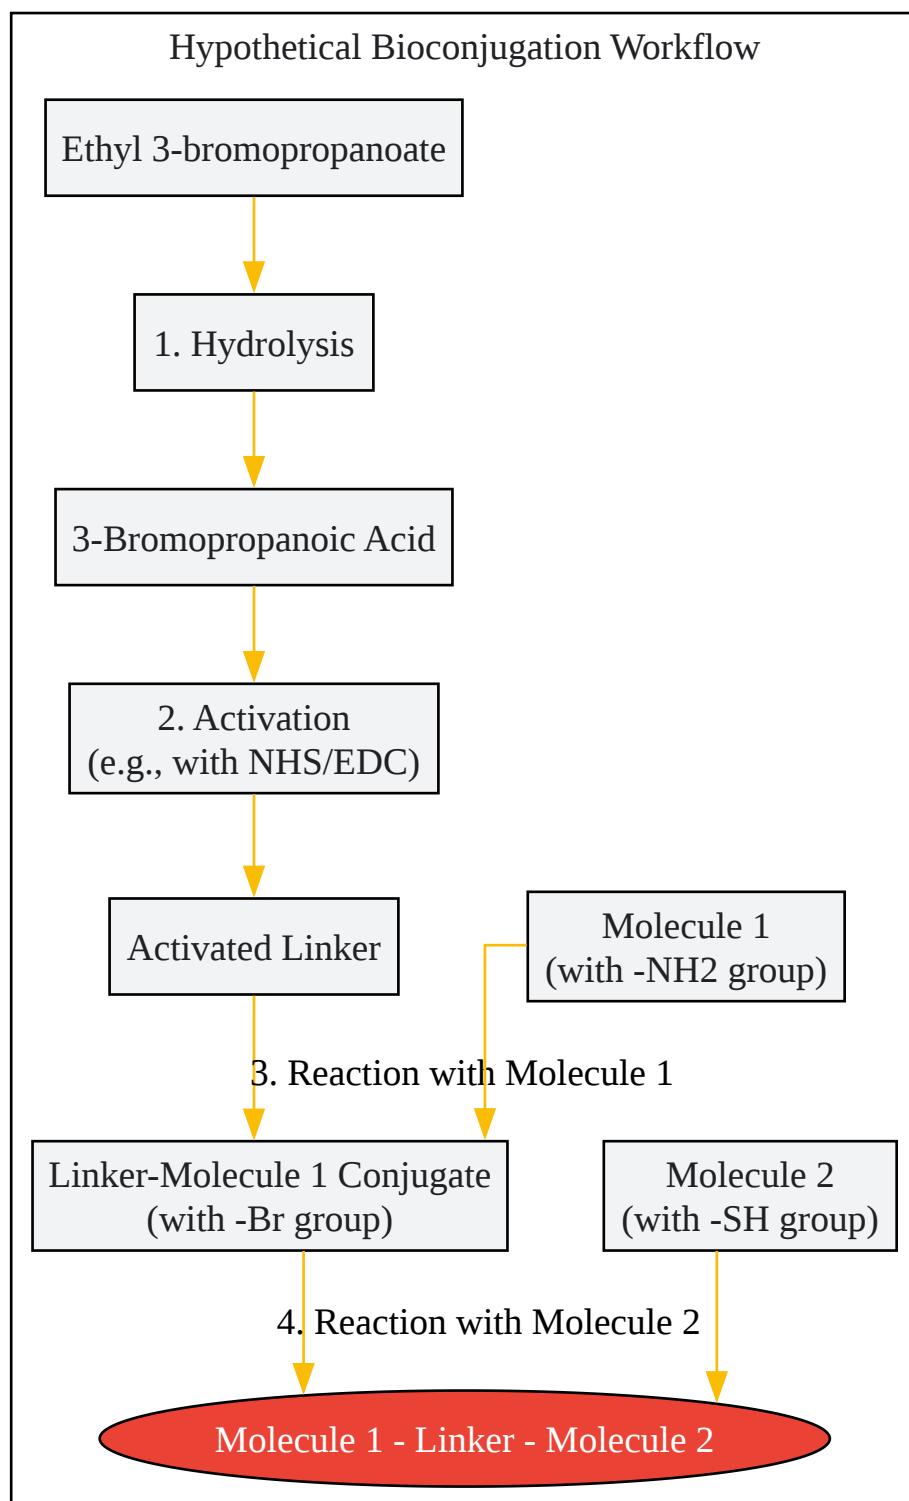 Hypothetical Bioconjugation Workflow
Ethyl 3-bromopropanoate
1. Hydrolysis
3-Bromopropanoic Acid
2. Activation
(e.g., with NHS/EDC)
Activated Linker
Molecule 1
(with -NH2 group)
3. Reaction with Molecule 1
Linker-Molecule 1 Conjugate
(with -Br group)
Molecule 2
(with -SH group)
4. Reaction with Molecule 2
Molecule 1 - Linker - Molecule 2